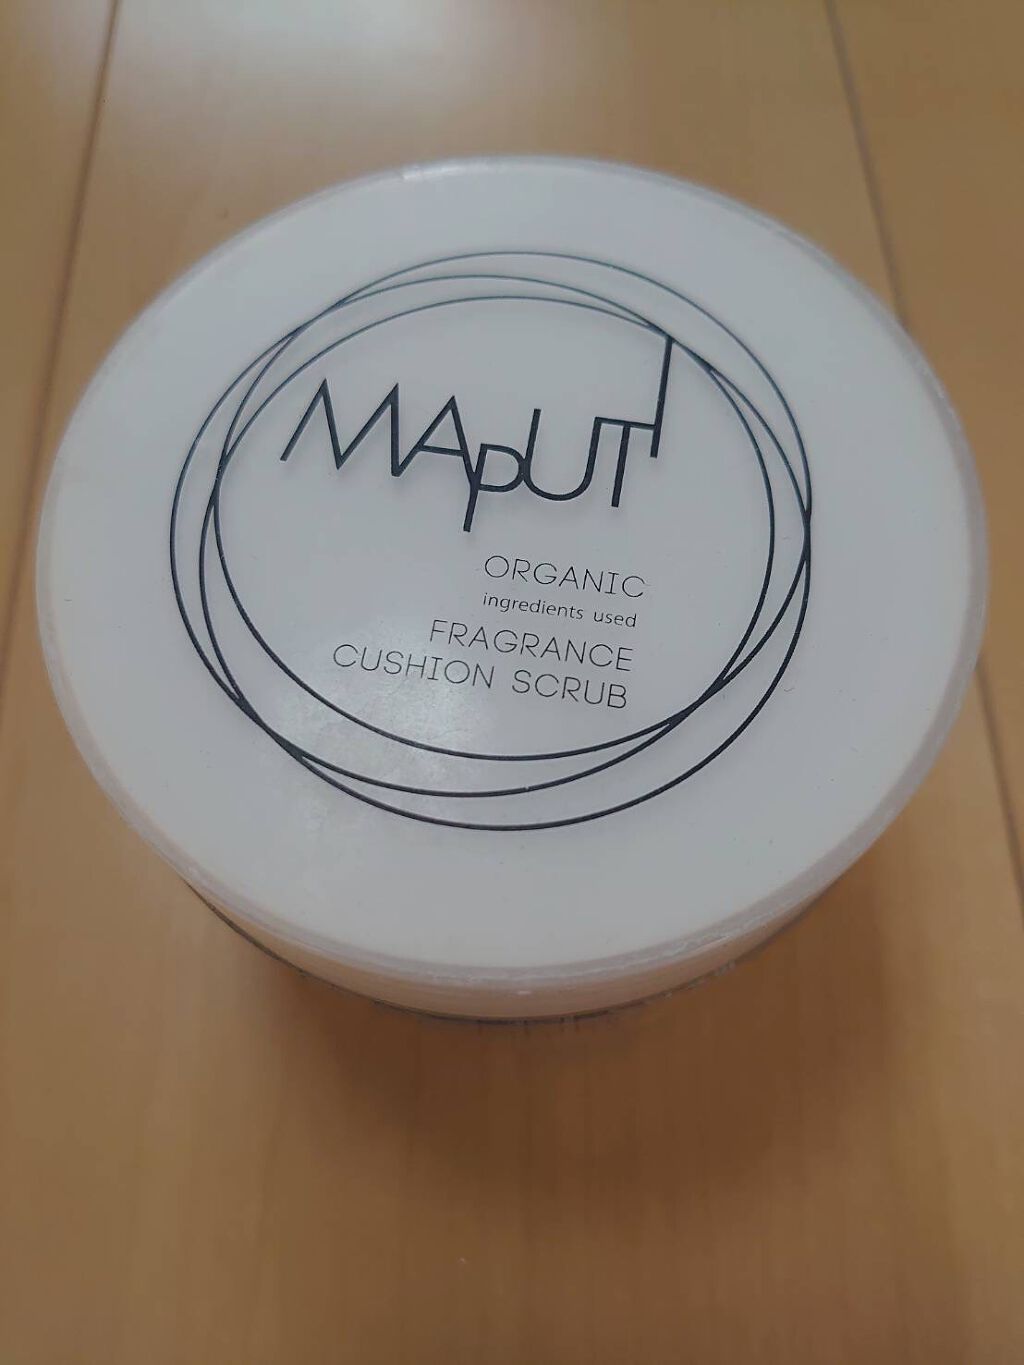 MApUTI
ORGANIC
ingredients used
FRAGRANCE
CUSHION SCRUB